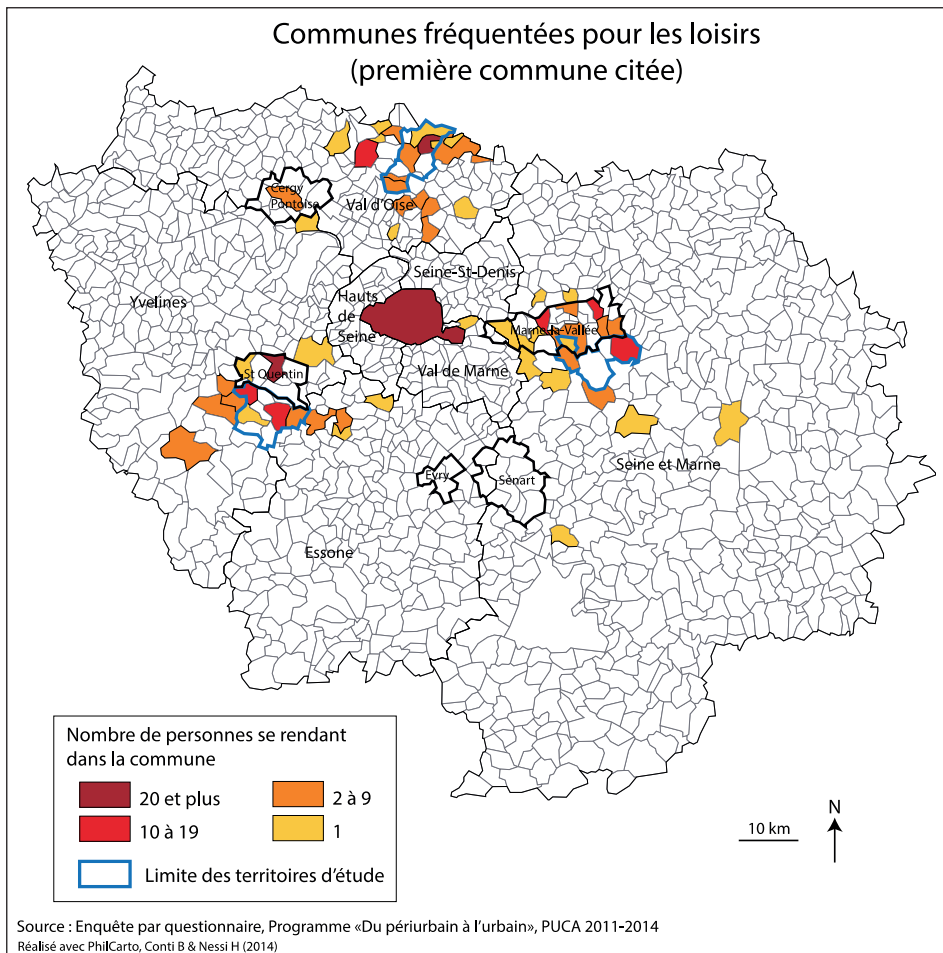 Communes fréquentées pour les loisirs
(première commune citée)
Cergy
Pontoise
Val d'Oise
Seine-St-Denis
Yvelines
Hauts
de
Seine
Marne-la-Vallée
St Quentin
Val de Marne
Seine et Marne
Evry
Sénart
Essone
Nombre de personnes se rendant
dans la commune
20 et plus
2 à 9
10 à 19
1
Limite des territoires d'étude
10 km
N
Source : Enquête par questionnaire, Programme «Du périurbain à l'urbain», PUCA 2011-2014
Réalisé avec PhilCarto, Conti B & Nessi H (2014)